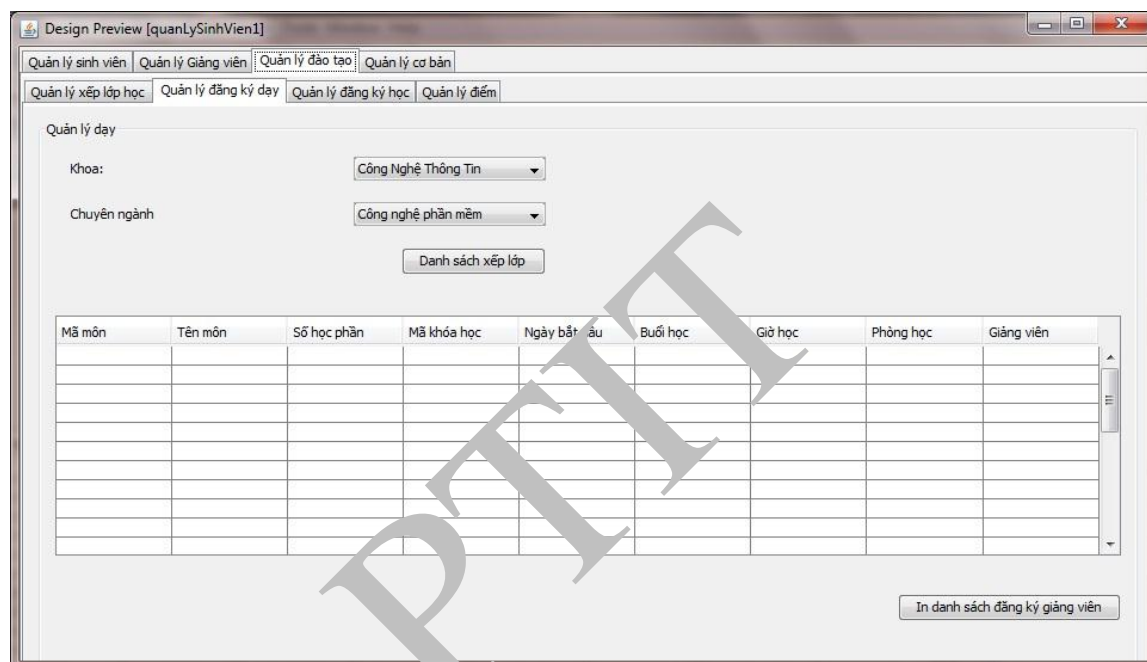 Design Preview [quanLySinhVien1]
Quản lý sinh viên Quản lý Giảng viên Quản lý đào tạo Quản lý cơ bản
Quản lý xếp lớp học Quản lý đăng ký dạy Quản lý đăng ký học Quản lý điểm
Quản lý dạy
Khoa: Công Nghệ Thông Tin
Chuyên ngành Công nghệ phần mềm
Danh sách xếp lớp
Mã môn Tên môn Số học phần Mã khóa học Ngày bắt Buổi học Giờ học Phòng học Giảng viên
PTIT
In danh sách đăng ký giảng viên